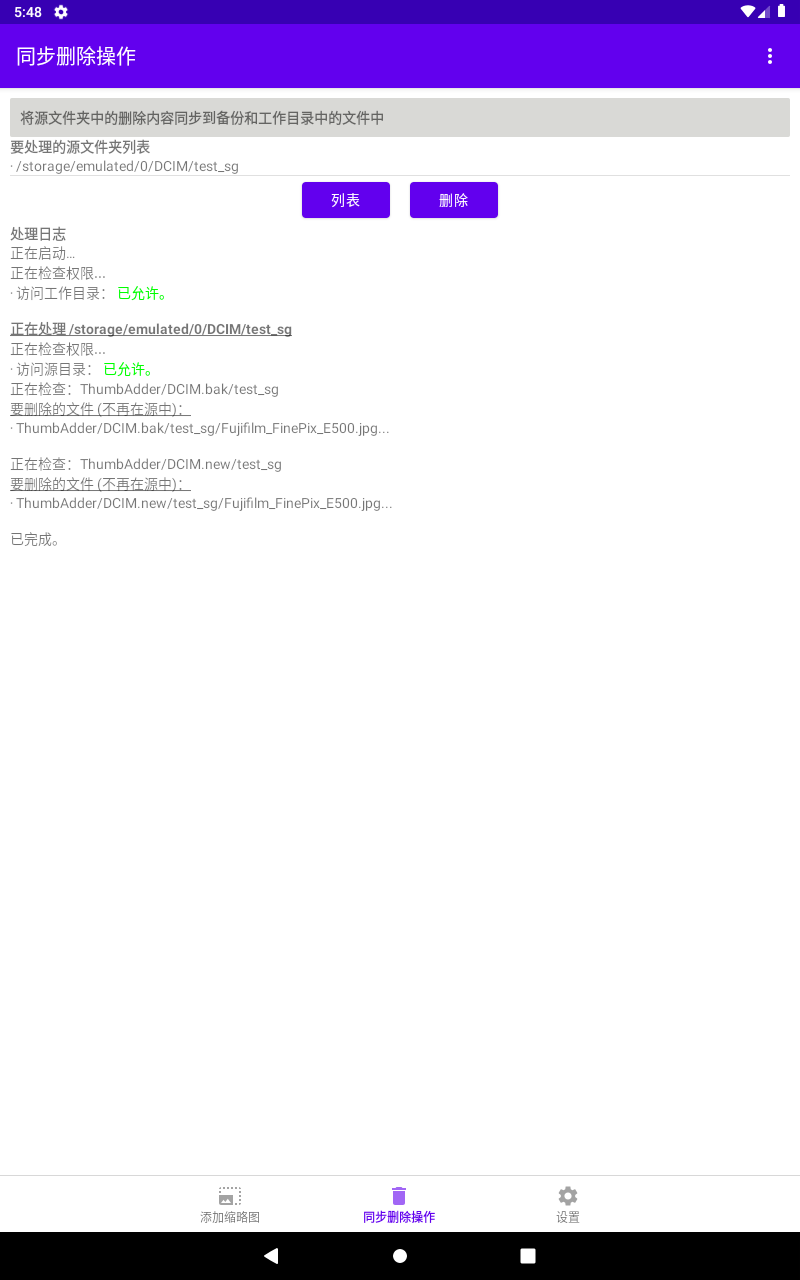 5:48
同步删除操作
将源文件夹中的删除内容同步到备份和工作目录中的文件中
要处理的源文件夹列表
· /storage/emulated/0/DCIM/test_sg
列表 删除
处理日志
正在启动...
正在检查权限...
· 访问工作目录： 已允许。
正在处理 /storage/emulated/0/DCIM/test_sg
正在检查权限...
· 访问源目录： 已允许。
正在检查：ThumbAdder/DCIM.bak/test_sg
要删除的文件 (不再在源中)：
· ThumbAdder/DCIM.bak/test_sg/Fujifilm_FinePix_E500.jpg...
正在检查：ThumbAdder/DCIM.new/test_sg
要删除的文件 (不再在源中)：
· ThumbAdder/DCIM.new/test_sg/Fujifilm_FinePix_E500.jpg...
已完成。
添加缩略图 同步删除操作 设置